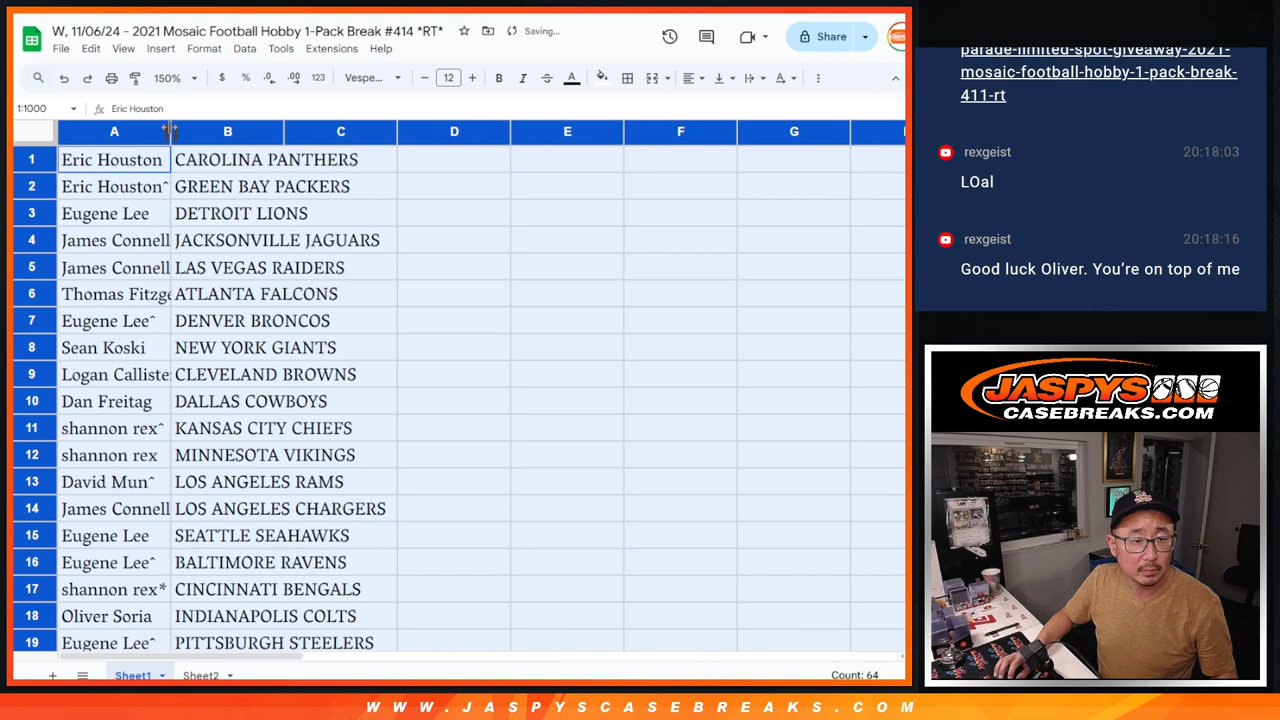 W, 11/06/24 - 2021 Mosaic Football Hobby 1-Pack Break #414 *RT*
Saving...
Share
File Edit View Insert Format Data Tools Extensions Help
150% $ % .0 .00 123 Vespe... 12 B I S A
1:1000 fx Eric Houston
A B C D E F G
1 Eric Houston CAROLINA PANTHERS
2 Eric Houston^ GREEN BAY PACKERS
3 Eugene Lee DETROIT LIONS
4 James Connell JACKSONVILLE JAGUARS
5 James Connell LAS VEGAS RAIDERS
6 Thomas Fitzge ATLANTA FALCONS
7 Eugene Lee^ DENVER BRONCOS
8 Sean Koski NEW YORK GIANTS
9 Logan Calliste CLEVELAND BROWNS
10 Dan Freitag DALLAS COWBOYS
11 shannon rex^ KANSAS CITY CHIEFS
12 shannon rex MINNESOTA VIKINGS
13 David Mun^ LOS ANGELES RAMS
14 James Connell LOS ANGELES CHARGERS
15 Eugene Lee SEATTLE SEAHAWKS
16 Eugene Lee^ BALTIMORE RAVENS
17 shannon rex* CINCINNATI BENGALS
18 Oliver Soria INDIANAPOLIS COLTS
19 Eugene Lee^ PITTSBURGH STEELERS
Sheet1 Sheet2 Count: 64
parade-limited-spot-giveaway-2021-
mosaic-football-hobby-1-pack-break-
411-rt
rexgeist 20:18:03
LOal
rexgeist 20:18:16
Good luck Oliver. You’re on top of me
JASPYS
CASEBREAKS.COM
WWW.JASPYSCASEBREAKS.COM